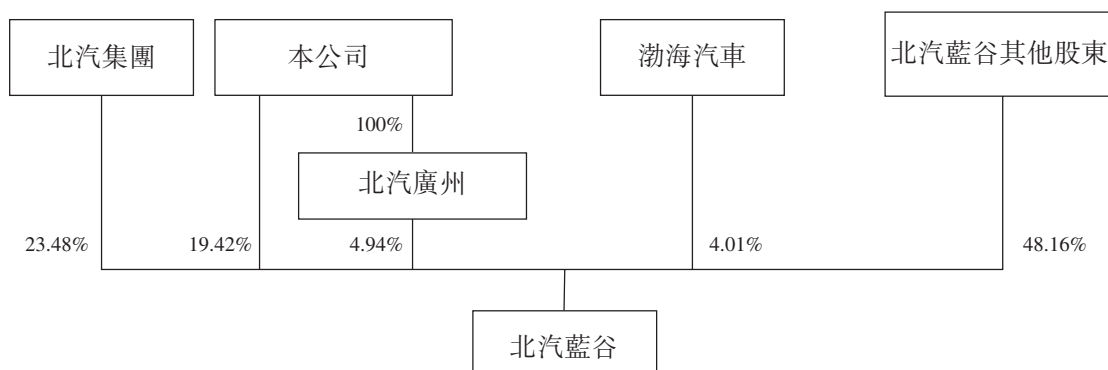 北汽集團
本公司
渤海汽車
北汽藍谷其他股東
100%
北汽廣州
23.48%
19.42%
4.94%
4.01%
48.16%
北汽藍谷